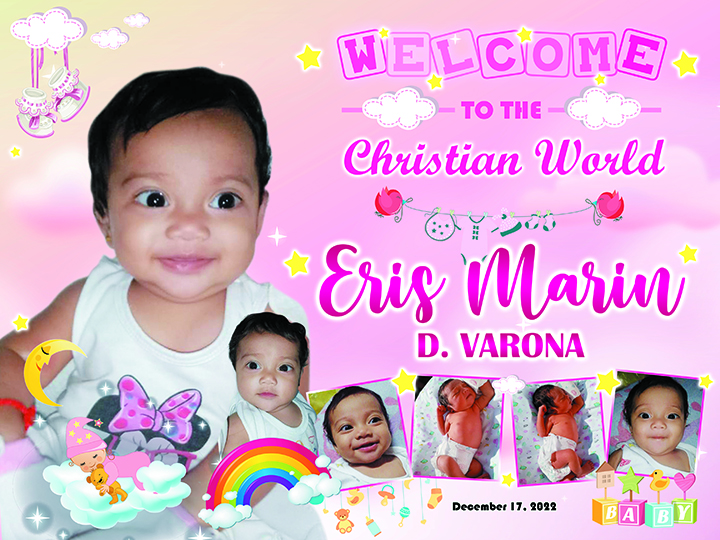 WELCOME
TO THE
Christian World
Eris Marin
D. VARONA
December 17, 2022
BABY